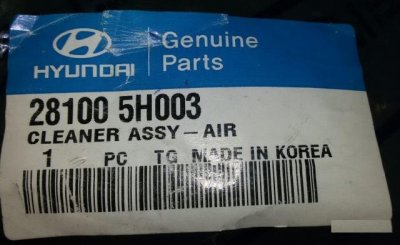 HYUNDAI
Genuine
Parts
28100 5H003
CLEANER ASSY-AIR
1 PC TG MADE IN KOREA